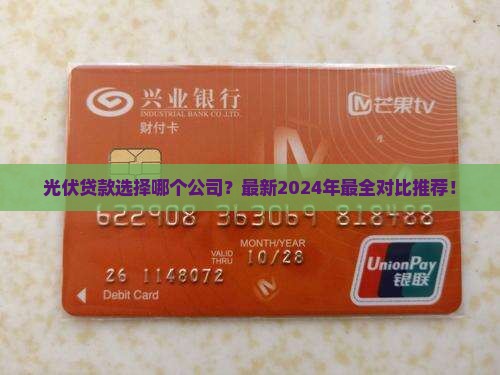 兴业银行
INDUSTRIAL BANK CO.,LTD.
财付卡
芒果tv
光伏贷款选择哪个公司？最新2024年最全对比推荐！
622908 363069 818488
MONTH/YEAR
VALID THRU 10/28
26 1148072
Debit Card
UnionPay
银联